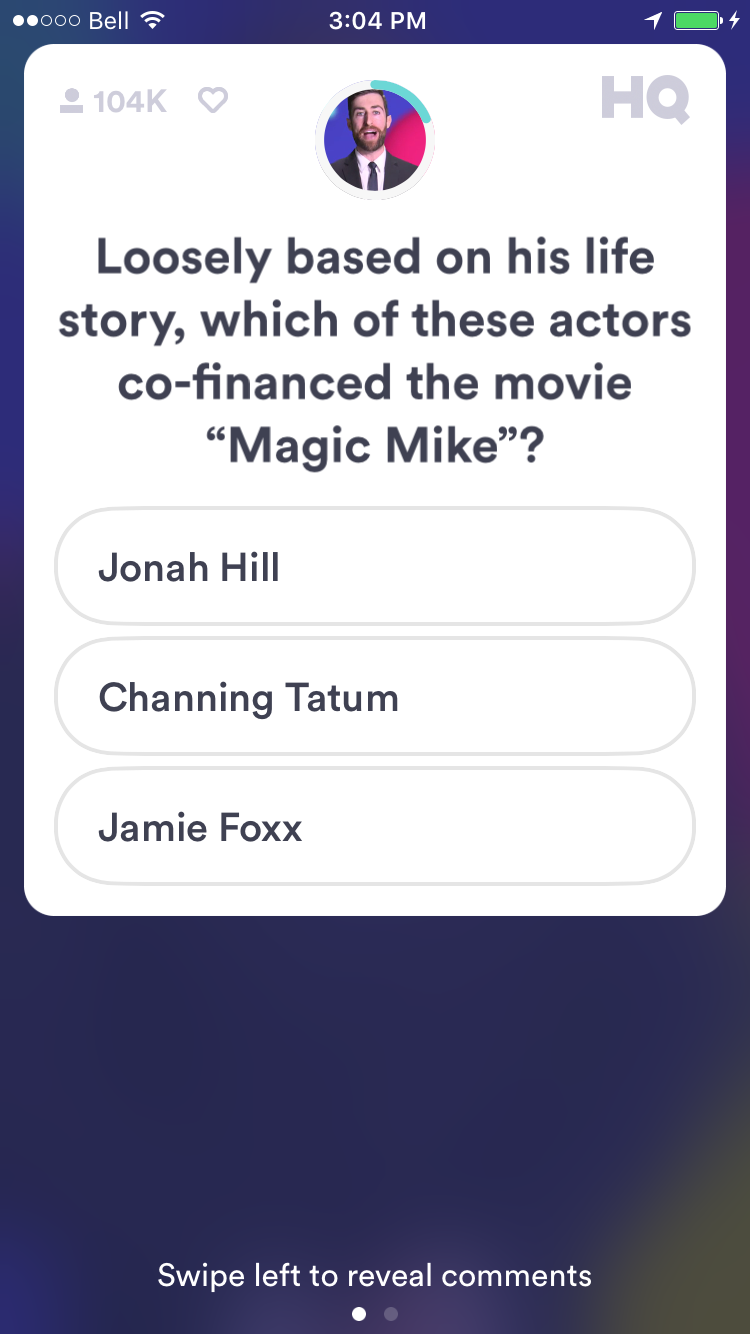 Bell 3:04 PM
104K HQ
Loosely based on his life
story, which of these actors
co-financed the movie
“Magic Mike”?
Jonah Hill
Channing Tatum
Jamie Foxx
Swipe left to reveal comments